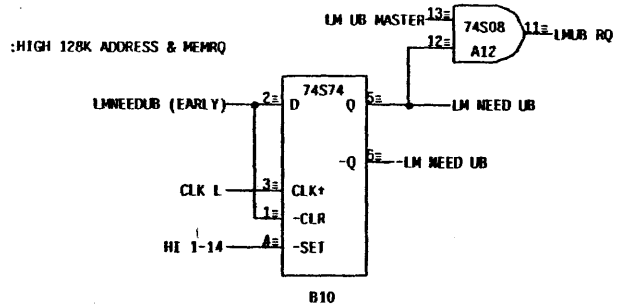 LM UB MASTER 13 74S08 11 LMUB RQ
12 A12
;HIGH 128K ADDRESS & MEMRQ
74S74
LMNEEDUB (EARLY) 2 D Q 5 LM NEED UB
-Q 6 -LM NEED UB
CLK L 3 CLK↑
1 -CLR
HI 1-14 4 -SET
B10